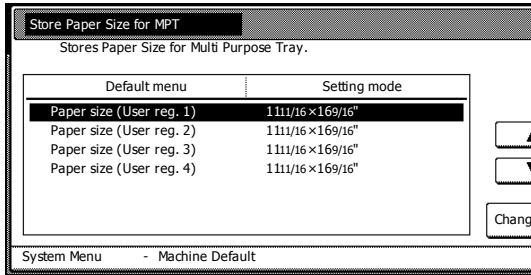 Store Paper Size for MPT
Stores Paper Size for Multi Purpose Tray.
Default menu Setting mode
Paper size (User reg. 1) 1111/16×169/16"
Paper size (User reg. 2) 1111/16×169/16"
Paper size (User reg. 3) 1111/16×169/16"
Paper size (User reg. 4) 1111/16×169/16"
▲
▼
Chang
System Menu - Machine Default